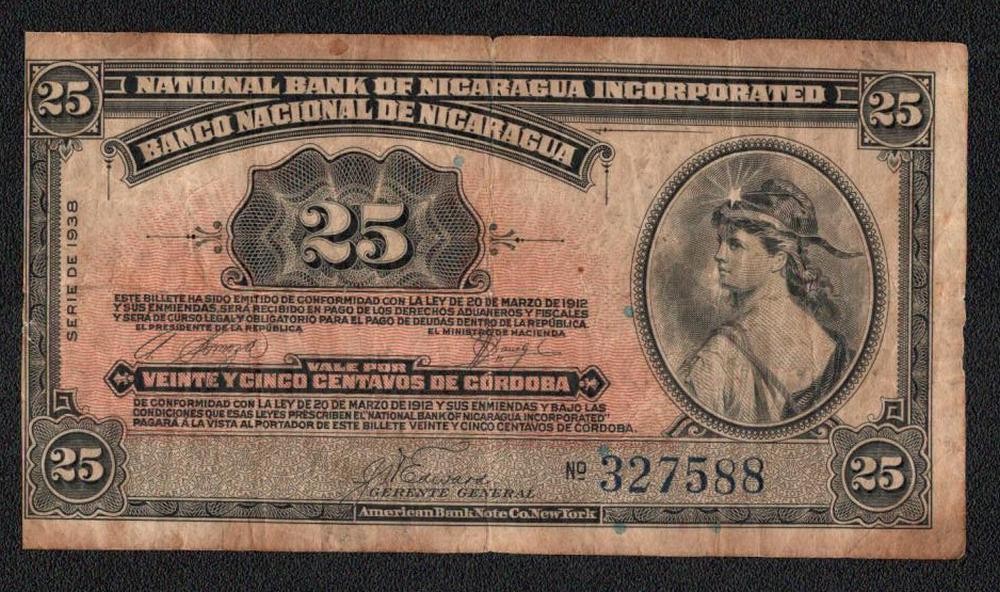 25 NATIONAL BANK OF NICARAGUA INCORPORATED 25
BANCO NACIONAL DE NICARAGUA
25
SERIE DE 1938
ESTE BILLETE HA SIDO EMITIDO DE CONFORMIDAD CON LA LEY DE 20 DE MARZO DE 1912
Y SUS ENMIENDAS, SERA RECIBIDO EN PAGO DE LOS DERECHOS ADUANEROS Y FISCALES
Y SERA DE CURSO LEGAL Y OBLIGATORIO PARA EL PAGO DE DEUDAS DENTRO DE LA REPÚBLICA.
EL PRESIDENTE DE LA REPÚBLICA EL MINISTRO DE HACIENDA
A. Somoza
VALE POR
VEINTE Y CINCO CENTAVOS DE CÓRDOBA
DE CONFORMIDAD CON LA LEY DE 20 DE MARZO DE 1912 Y SUS ENMIENDAS Y BAJO LAS
CONDICIONES QUE ESAS LEYES PRESCRIBEN EL "NATIONAL BANK OF NICARAGUA INCORPORATED"
PAGARÁ A LA VISTA AL PORTADOR DE ESTE BILLETE VEINTE Y CINCO CENTAVOS DE CÓRDOBA.
25 Nº 327588 25
GERENTE GENERAL
American Bank Note Co. New York